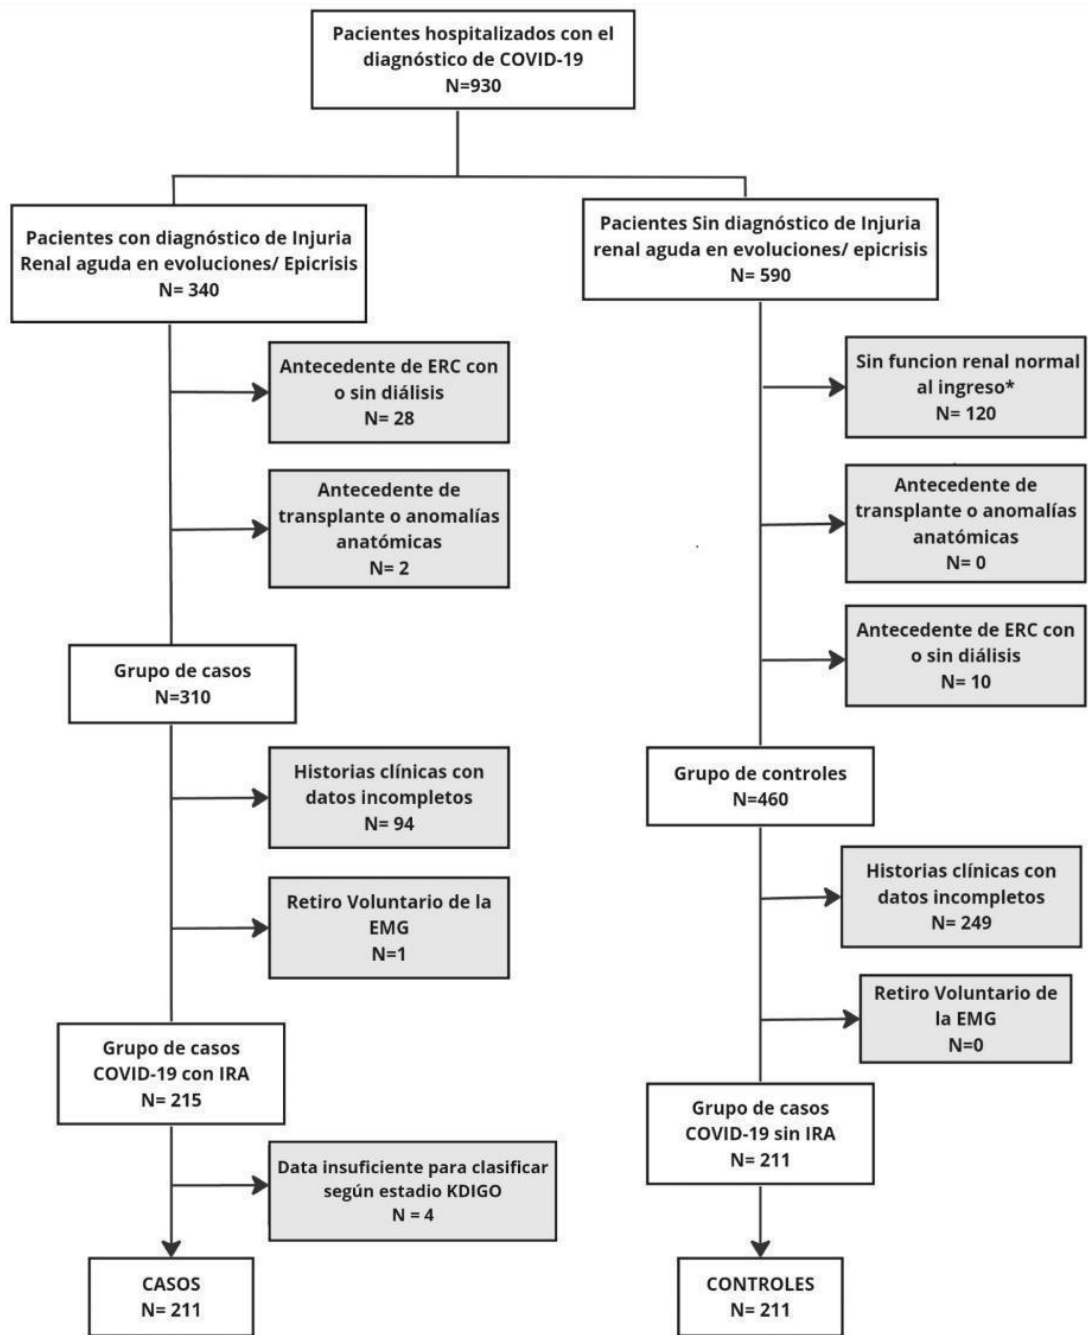 Pacientes hospitalizados con el
diagnóstico de COVID-19
N=930
Pacientes con diagnóstico de Injuria
Renal aguda en evoluciones/ Epicrisis
N= 340
Antecedente de ERC con
o sin diálisis
N= 28
Antecedente de
transplante o anomalías
anatómicas
N= 2
Grupo de casos
N=310
Historias clínicas con
datos incompletos
N= 94
Retiro Voluntario de la
EMG
N=1
Grupo de casos
COVID-19 con IRA
N= 215
Data insuficiente para clasificar
según estadio KDIGO
N = 4
CASOS
N= 211
Pacientes Sin diagnóstico de Injuria
renal aguda en evoluciones/ epicrisis
N= 590
Sin funcion renal normal
al ingreso*
N= 120
Antecedente de
transplante o anomalías
anatómicas
N= 0
Antecedente de ERC con
o sin diálisis
N= 10
Grupo de controles
N=460
Historias clínicas con
datos incompletos
N= 249
Retiro Voluntario de
la EMG
N=0
Grupo de casos
COVID-19 sin IRA
N= 211
CONTROLES
N= 211